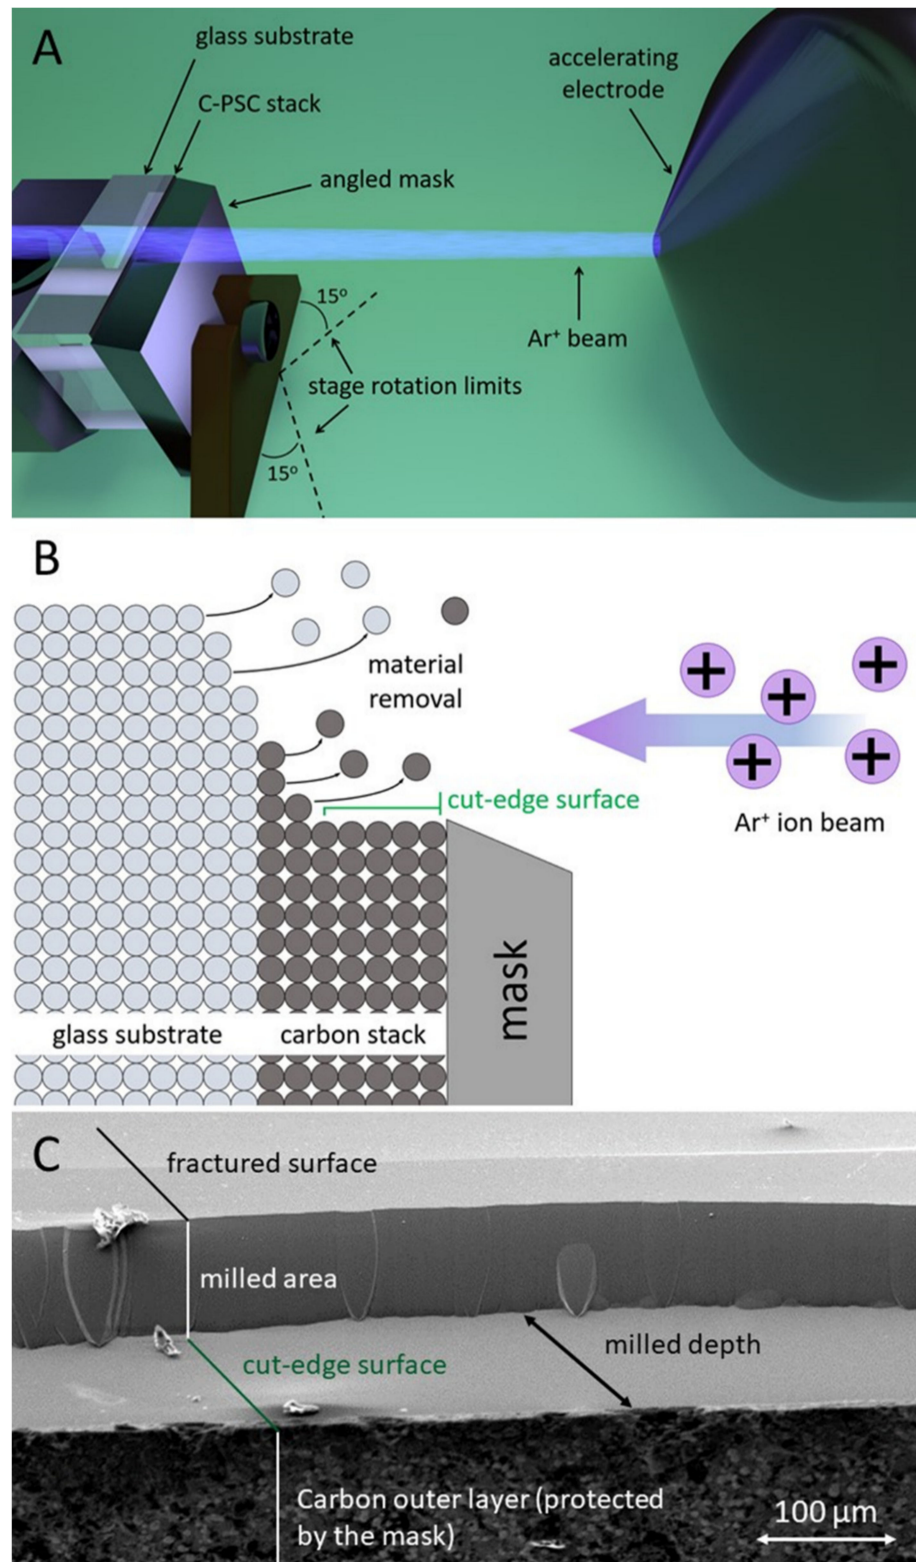 A
glass substrate
C-PSC stack
angled mask
accelerating
electrode
15°
Ar⁺ beam
stage rotation limits
15°
B
material
removal
cut-edge surface
Ar⁺ ion beam
mask
glass substrate
carbon stack
C
fractured surface
milled area
milled depth
cut-edge surface
Carbon outer layer (protected
by the mask)
100 µm